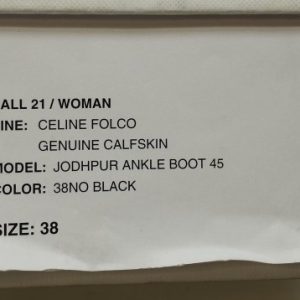 ALL 21 / WOMAN
INE: CELINE FOLCO
GENUINE CALFSKIN
MODEL: JODHPUR ANKLE BOOT 45
COLOR: 38NO BLACK
SIZE: 38